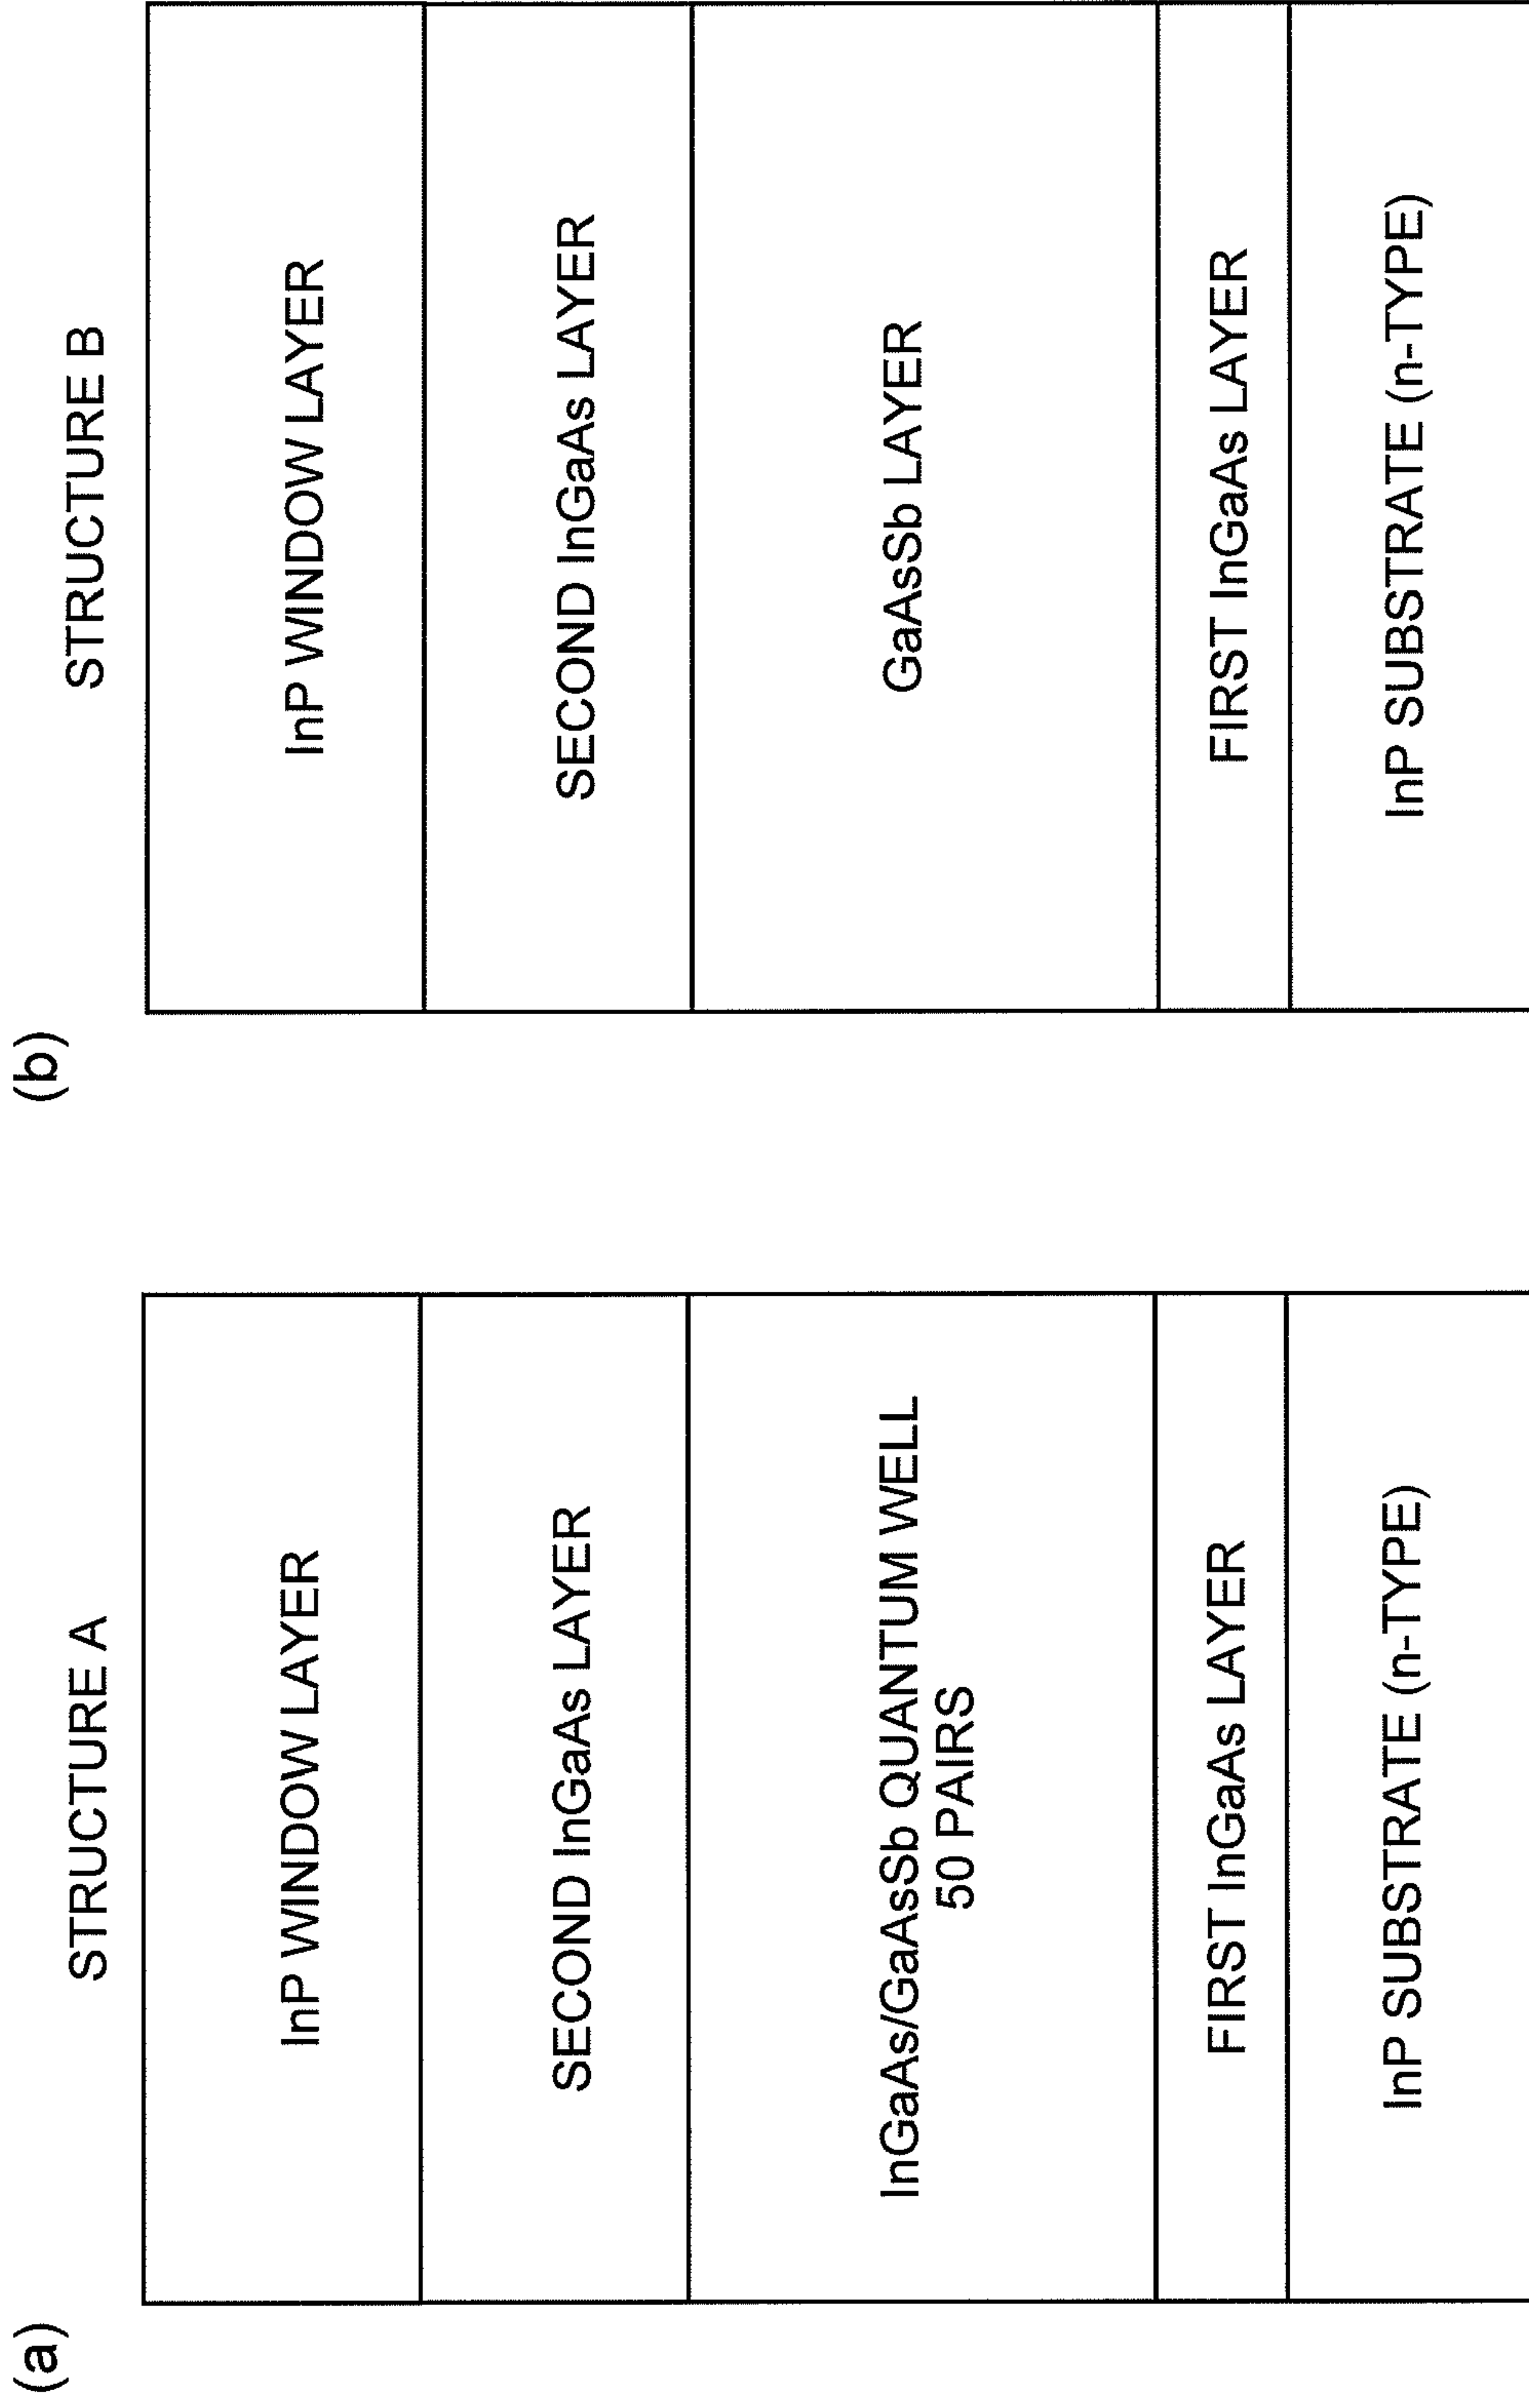 (a)
STRUCTURE A
InP WINDOW LAYER
SECOND InGaAs LAYER
InGaAs/GaAsSb QUANTUM WELL
50 PAIRS
FIRST InGaAs LAYER
InP SUBSTRATE (n-TYPE)
(b)
STRUCTURE B
InP WINDOW LAYER
SECOND InGaAs LAYER
GaAsSb LAYER
FIRST InGaAs LAYER
InP SUBSTRATE (n-TYPE)